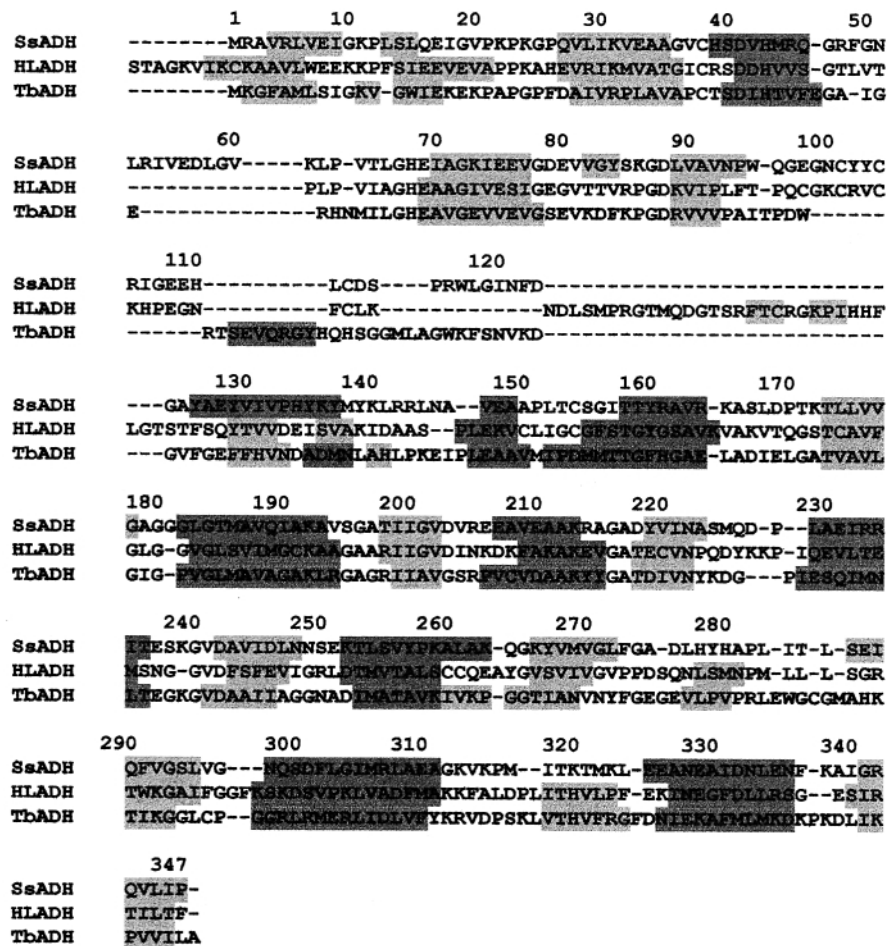 1 10 20 30 40 50
SsADH --------MRAVRLVEIGKPLSLQEIGVPKPKGPQVLIKVEAAGVCHSDVHMRQ-GRFGN
HLADH STAGKVIKCKAAVLWEEKKPFSIEEVEVAPPKAHEVRIKMVATGICRSDDHVVS-GTLVT
TbADH --------MKGFAMLSIGKV-GWIEKEKPAPGPFDAIVRPLAVAPCTSDIHTVFEGA-IG
60 70 80 90 100
SsADH LRIVEDLGV-----KLP-VTLGHEIAGKIEEVGDEVVGYSKGDLVAVNPW-QGEGNCYYC
HLADH --------------PLP-VIAGHEAAGIVESIGEGVTTVRPGDKVIPLFT-PQCGKCRVC
TbADH E--------------RHNMILGHEAVGEVVEVGSEVKDFKPGDRVVVPAITPDW------
110 120
SsADH RIGEEH----------LCDS----PRWLGINFD---------------------------
HLADH KHPEGN----------FCLK---------NDLSMPRGTMQDGTSRFTCRGKPIHHF
TbADH ------RTSEVQRGYHQHSGGMLAGWKFSNVKD---------------------------
130 140 150 160 170
SsADH ---GAYAEYVIVPHYKYMYKLRRLNA--VEAAPLTCSGITTYRAVR-KASLDPTKTLLVV
HLADH LGTSTFSQYTVVDEISVAKIDAAS--PLEKVCLIGCGFSTGYGSAVKVAKVTQGSTCAVF
TbADH ---GVFGEFFHVNDADMNLAHLPKEIPLEAAVMIPDMMTTGFHGAE-LADIELGATVAVL
180 190 200 210 220 230
SsADH GAGGGLGTMAVQIAKAVSGATIIGVDVREEAVEAAKRAGADYVINASMQD-P--LAEIRR
HLADH GLG-GVGLSVIMGCKAAGAARIIGVDINKDKFAKAKEVGATECVNPQDYKKP-IQEVLTE
TbADH GIG-PVGLMAVAGAKLRGAGRIIAVGSRPVCVDAAKYYGATDIVNYKDG---PIESQIMN
240 250 260 270 280
SsADH ITESKGVDAVIDLNNSEKTLSVYPKALAK-QGKYVMVGLFGA-DLHYHAPL-IT-L-SEI
HLADH MSNG-GVDFSFEVIGRLDTMVTALSCCQEAYGVSVIVGVPPDSQNLSMNPM-LL-L-SGR
TbADH LTEGKGVDAAIIAGGNADIMATAVKIVKP-GGTIANVNYFGEGEVLPVPRLEWGCGMAHK
290 300 310 320 330 340
SsADH QFVGSLVG---NQSDFLGIMRLAEAGKVKPM--ITKTMKL-EEANEAIDNLENF-KAIGR
HLADH TWKGAIFGGFKSKDSVPKLVADFMAKKFALDPLITHVLPF-EKINEGFDLLRSG--ESIR
TbADH TIKGGLCP--GGRLRMERLIDLVFYKRVDPSKLVTHVFRGFDNIEKAFMLMKDKPKDLIK
347
SsADH QVLIP-
HLADH TILTF-
TbADH PVVILA